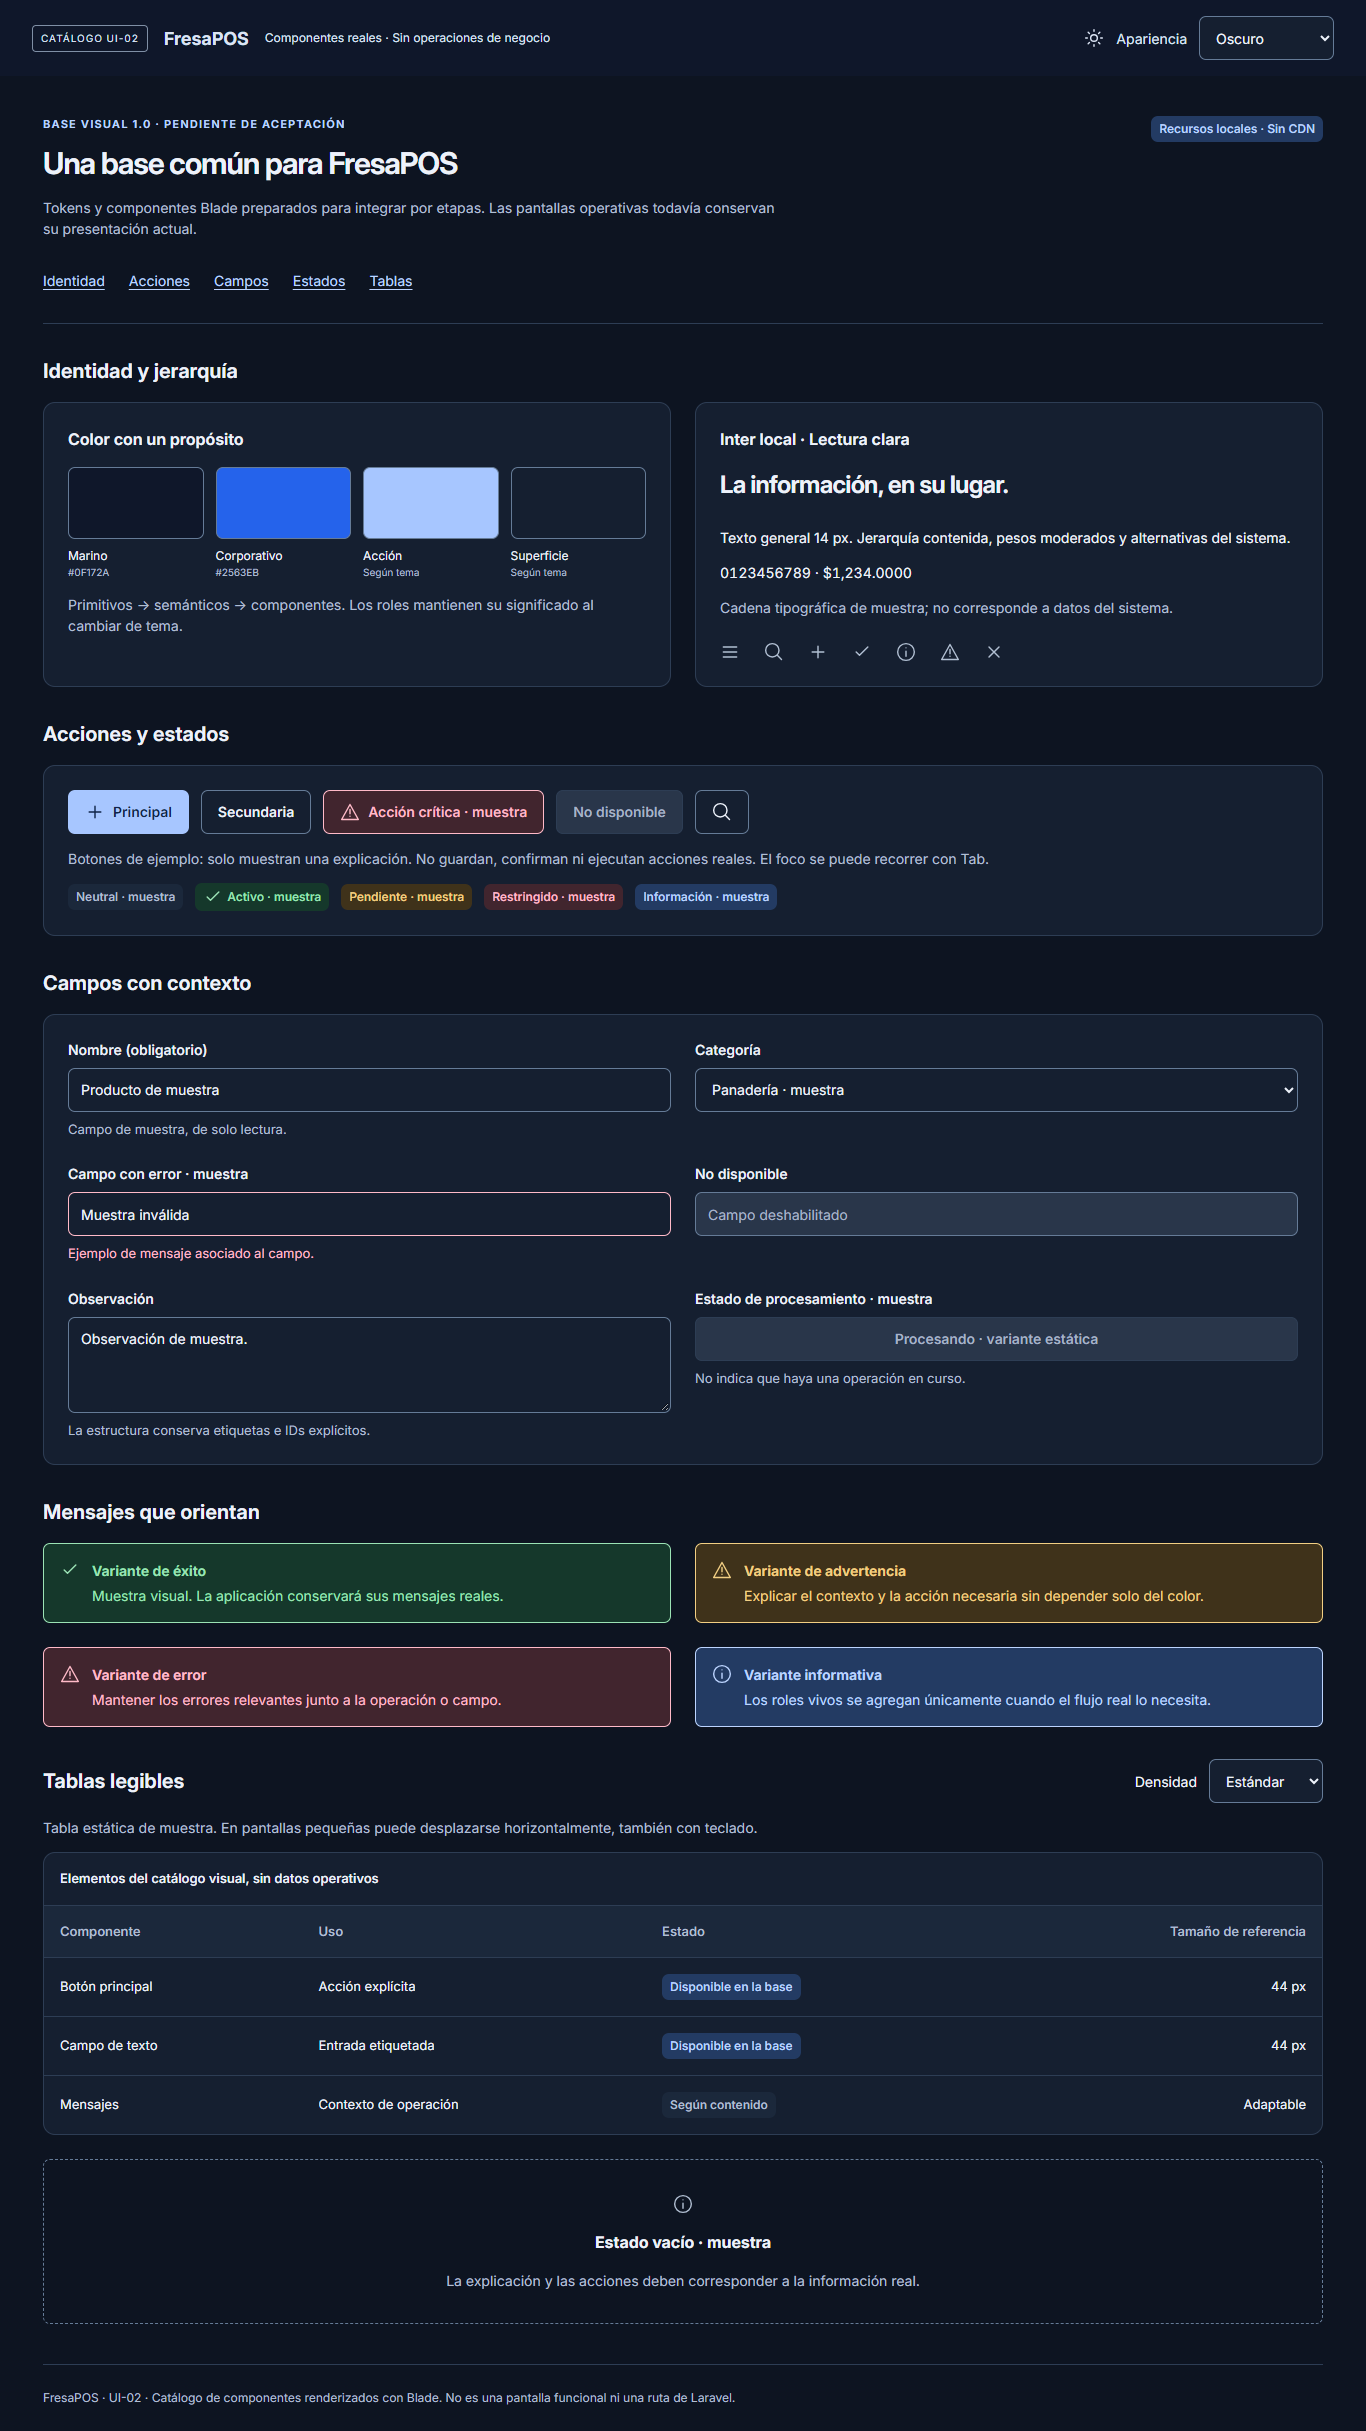 CATÁLOGO UI-02
FresaPOS
Componentes reales · Sin operaciones de negocio
Apariencia
Oscuro
BASE VISUAL 1.0 · PENDIENTE DE ACEPTACIÓN
Recursos locales · Sin CDN
Una base común para FresaPOS
Tokens y componentes Blade preparados para integrar por etapas. Las pantallas operativas todavía conservan
su presentación actual.
Identidad
Acciones
Campos
Estados
Tablas
Identidad y jerarquía
Color con un propósito
Marino
#0F172A
Corporativo
#2563EB
Acción
Según tema
Superficie
Según tema
Primitivos → semánticos → componentes. Los roles mantienen su significado al
cambiar de tema.
Inter local · Lectura clara
La información, en su lugar.
Texto general 14 px. Jerarquía contenida, pesos moderados y alternativas del sistema.
0123456789 · $1,234.0000
Cadena tipográfica de muestra; no corresponde a datos del sistema.
Acciones y estados
Principal
Secundaria
Acción crítica · muestra
No disponible
Botones de ejemplo: solo muestran una explicación. No guardan, confirman ni ejecutan acciones reales. El foco se puede recorrer con Tab.
Neutral · muestra
Activo · muestra
Pendiente · muestra
Restringido · muestra
Información · muestra
Campos con contexto
Nombre (obligatorio)
Producto de muestra
Campo de muestra, de solo lectura.
Categoría
Panadería · muestra
Campo con error · muestra
Muestra inválida
Ejemplo de mensaje asociado al campo.
No disponible
Campo deshabilitado
Observación
Observación de muestra.
La estructura conserva etiquetas e IDs explícitos.
Estado de procesamiento · muestra
Procesando · variante estática
No indica que haya una operación en curso.
Mensajes que orientan
Variante de éxito
Muestra visual. La aplicación conservará sus mensajes reales.
Variante de advertencia
Explicar el contexto y la acción necesaria sin depender solo del color.
Variante de error
Mantener los errores relevantes junto a la operación o campo.
Variante informativa
Los roles vivos se agregan únicamente cuando el flujo real lo necesita.
Tablas legibles
Densidad
Estándar
Tabla estática de muestra. En pantallas pequeñas puede desplazarse horizontalmente, también con teclado.
Elementos del catálogo visual, sin datos operativos
Componente Uso Estado Tamaño de referencia
Botón principal Acción explícita Disponible en la base 44 px
Campo de texto Entrada etiquetada Disponible en la base 44 px
Mensajes Contexto de operación Según contenido Adaptable
Estado vacío · muestra
La explicación y las acciones deben corresponder a la información real.
FresaPOS · UI-02 · Catálogo de componentes renderizados con Blade. No es una pantalla funcional ni una ruta de Laravel.